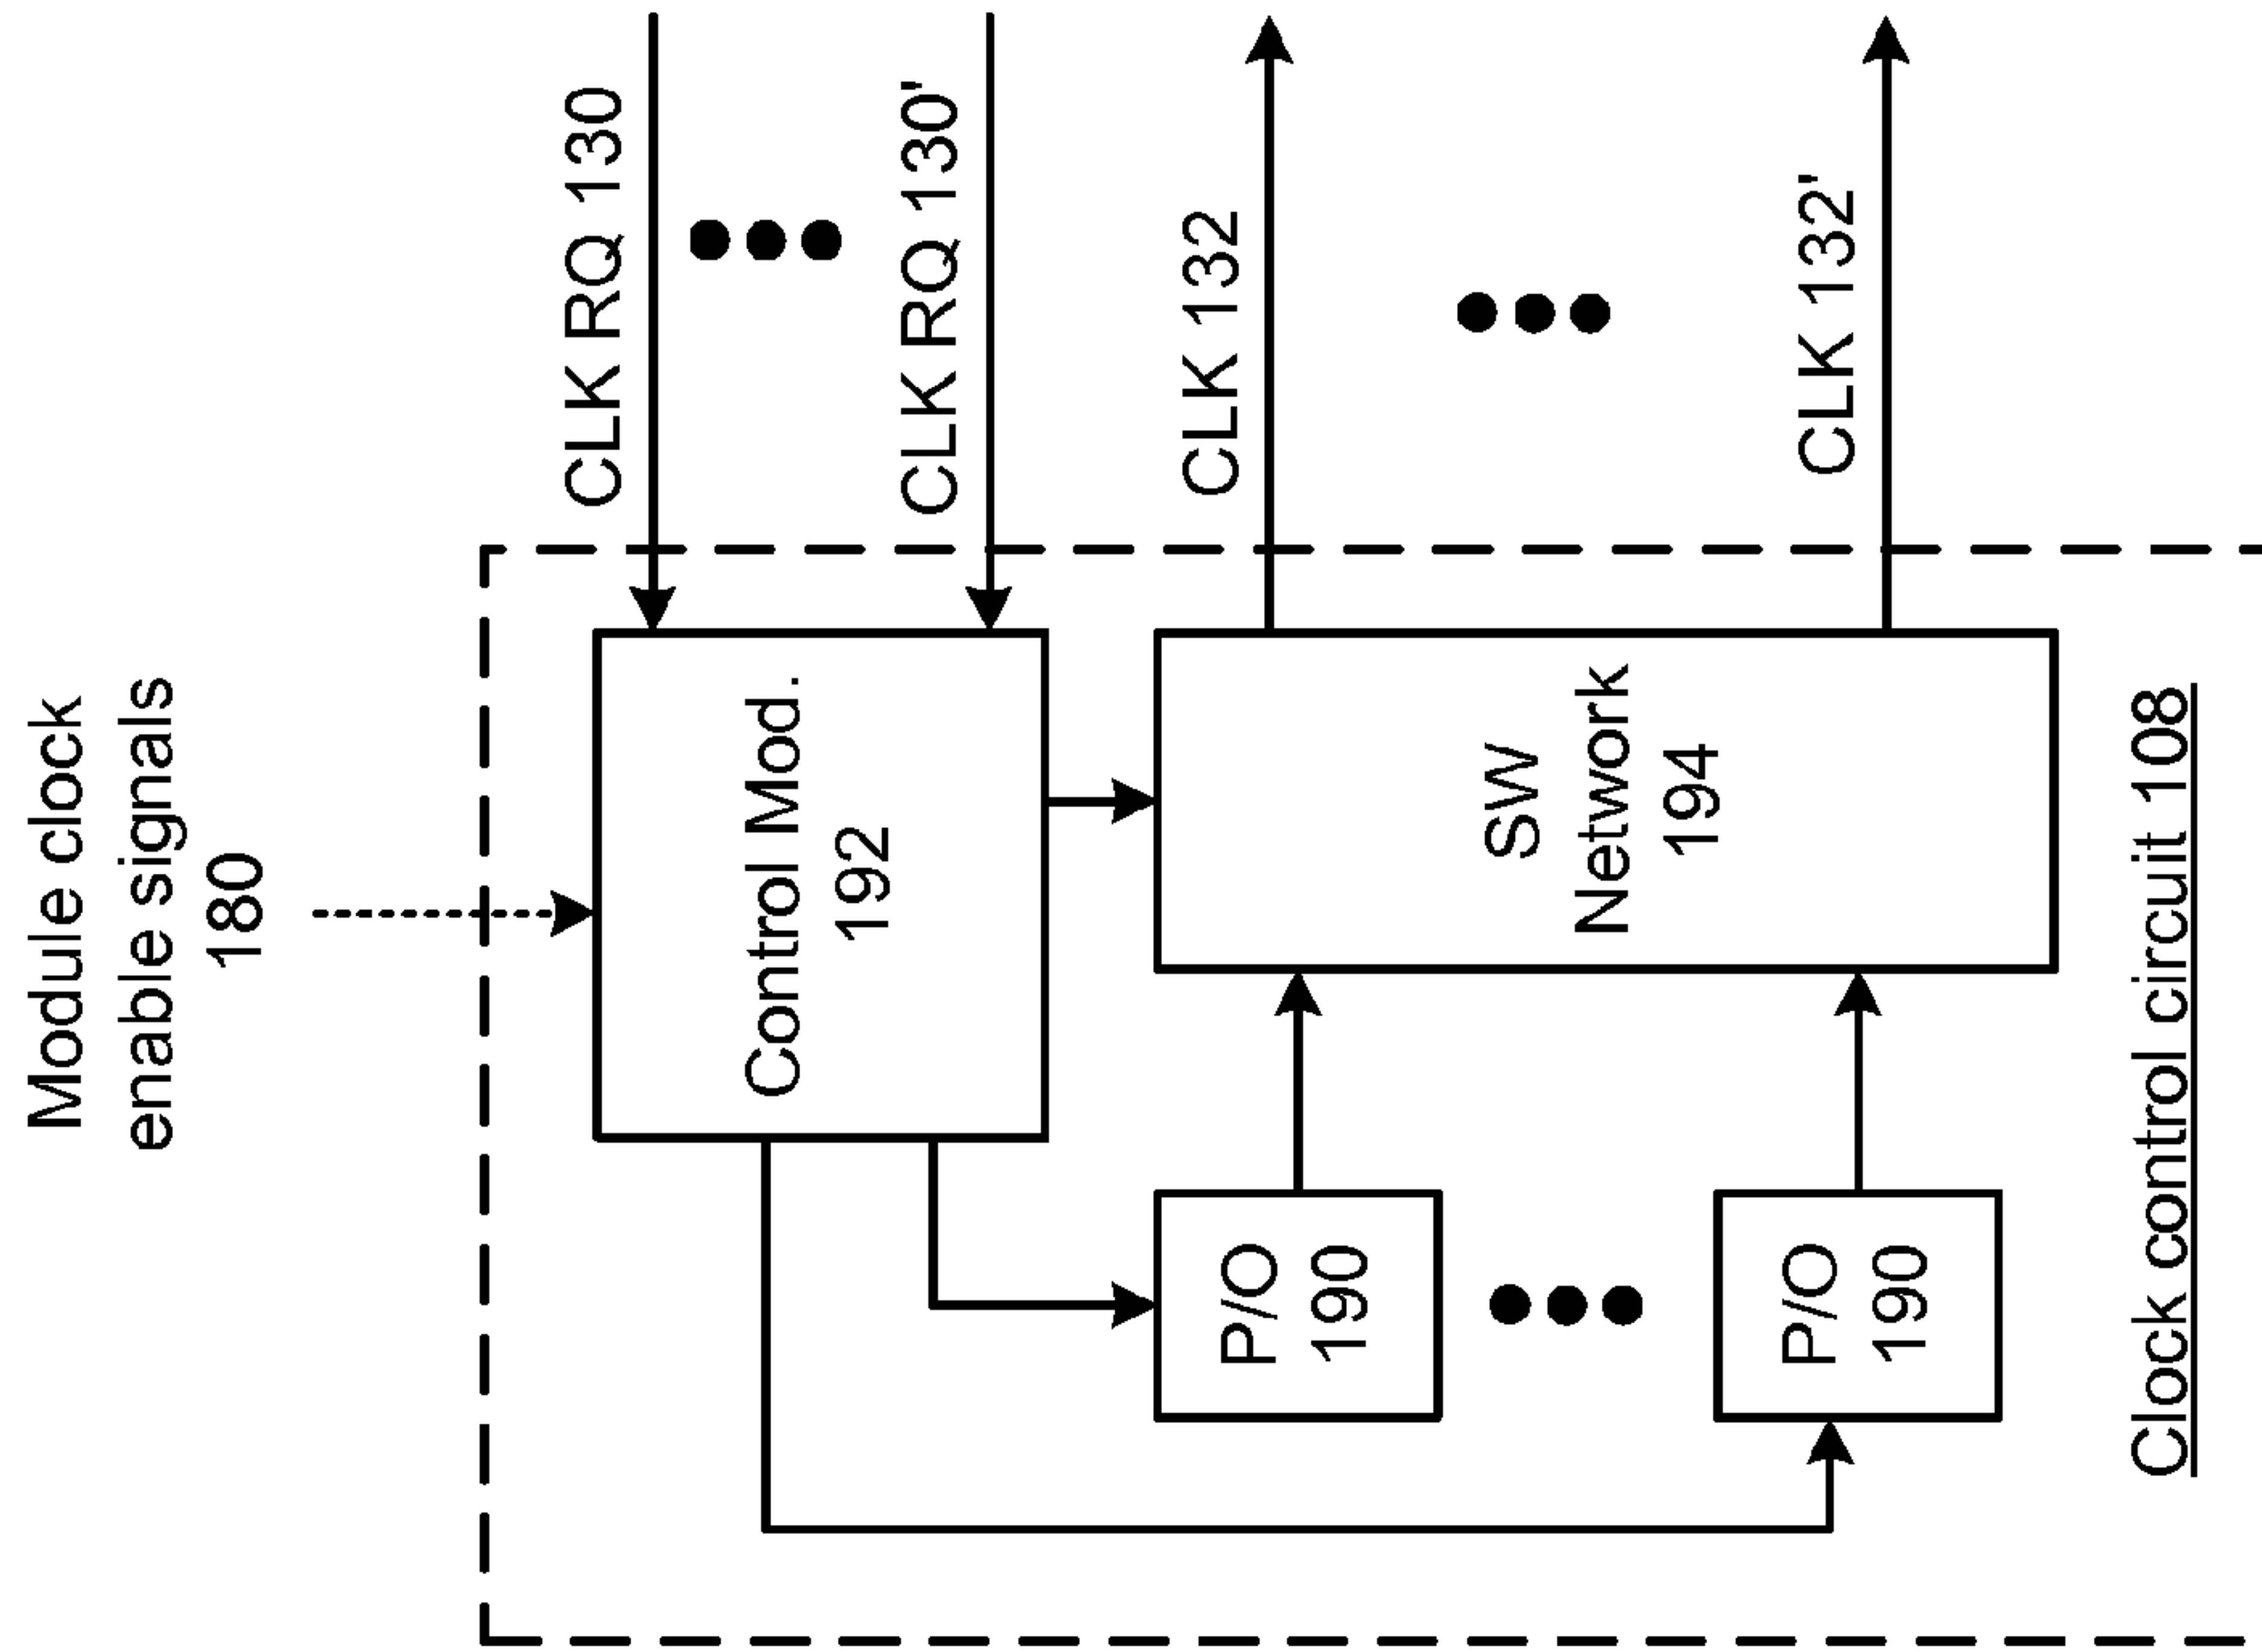 Module clock
enable signals
180
CLK RQ 130
CLK RQ 130'
CLK 132
CLK 132'
Control Mod.
192
SW
Network
194
P/O
190
P/O
190
Clock control circuit 108